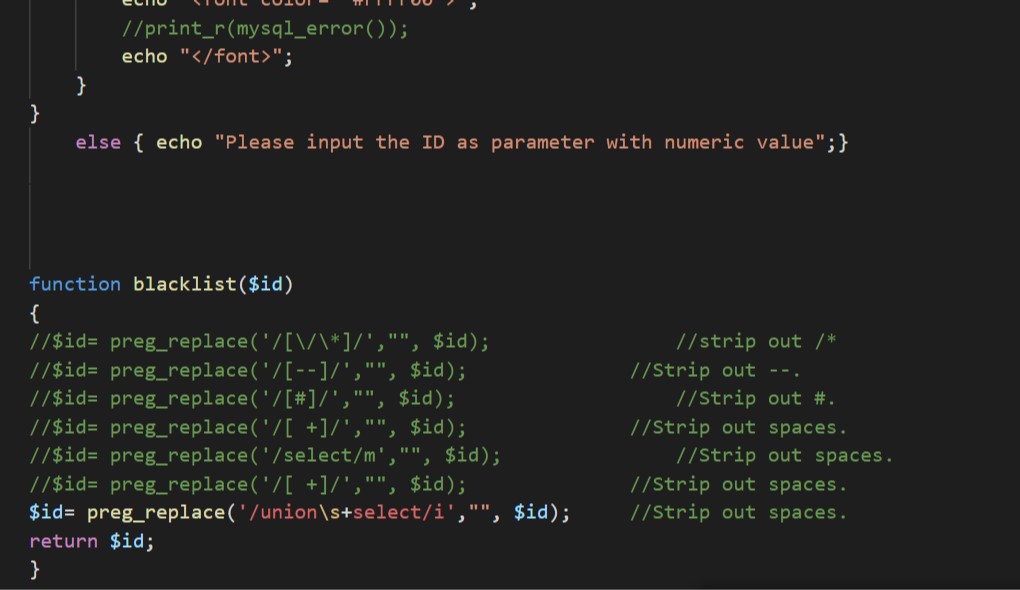 //print_r(mysql_error());
echo "</font>";
}
}
else { echo "Please input the ID as parameter with numeric value";}
function blacklist($id)
{
//$id= preg_replace('/[\/\*]/',"", $id); //strip out /*
//$id= preg_replace('/[--]/',"", $id); //Strip out --.
//$id= preg_replace('/[#]/',"", $id); //Strip out #.
//$id= preg_replace('/[ +]/',"", $id); //Strip out spaces.
//$id= preg_replace('/select/m',"", $id); //Strip out spaces.
//$id= preg_replace('/[ +]/',"", $id); //Strip out spaces.
$id= preg_replace('/union\s+select/i',"", $id); //Strip out spaces.
return $id;
}